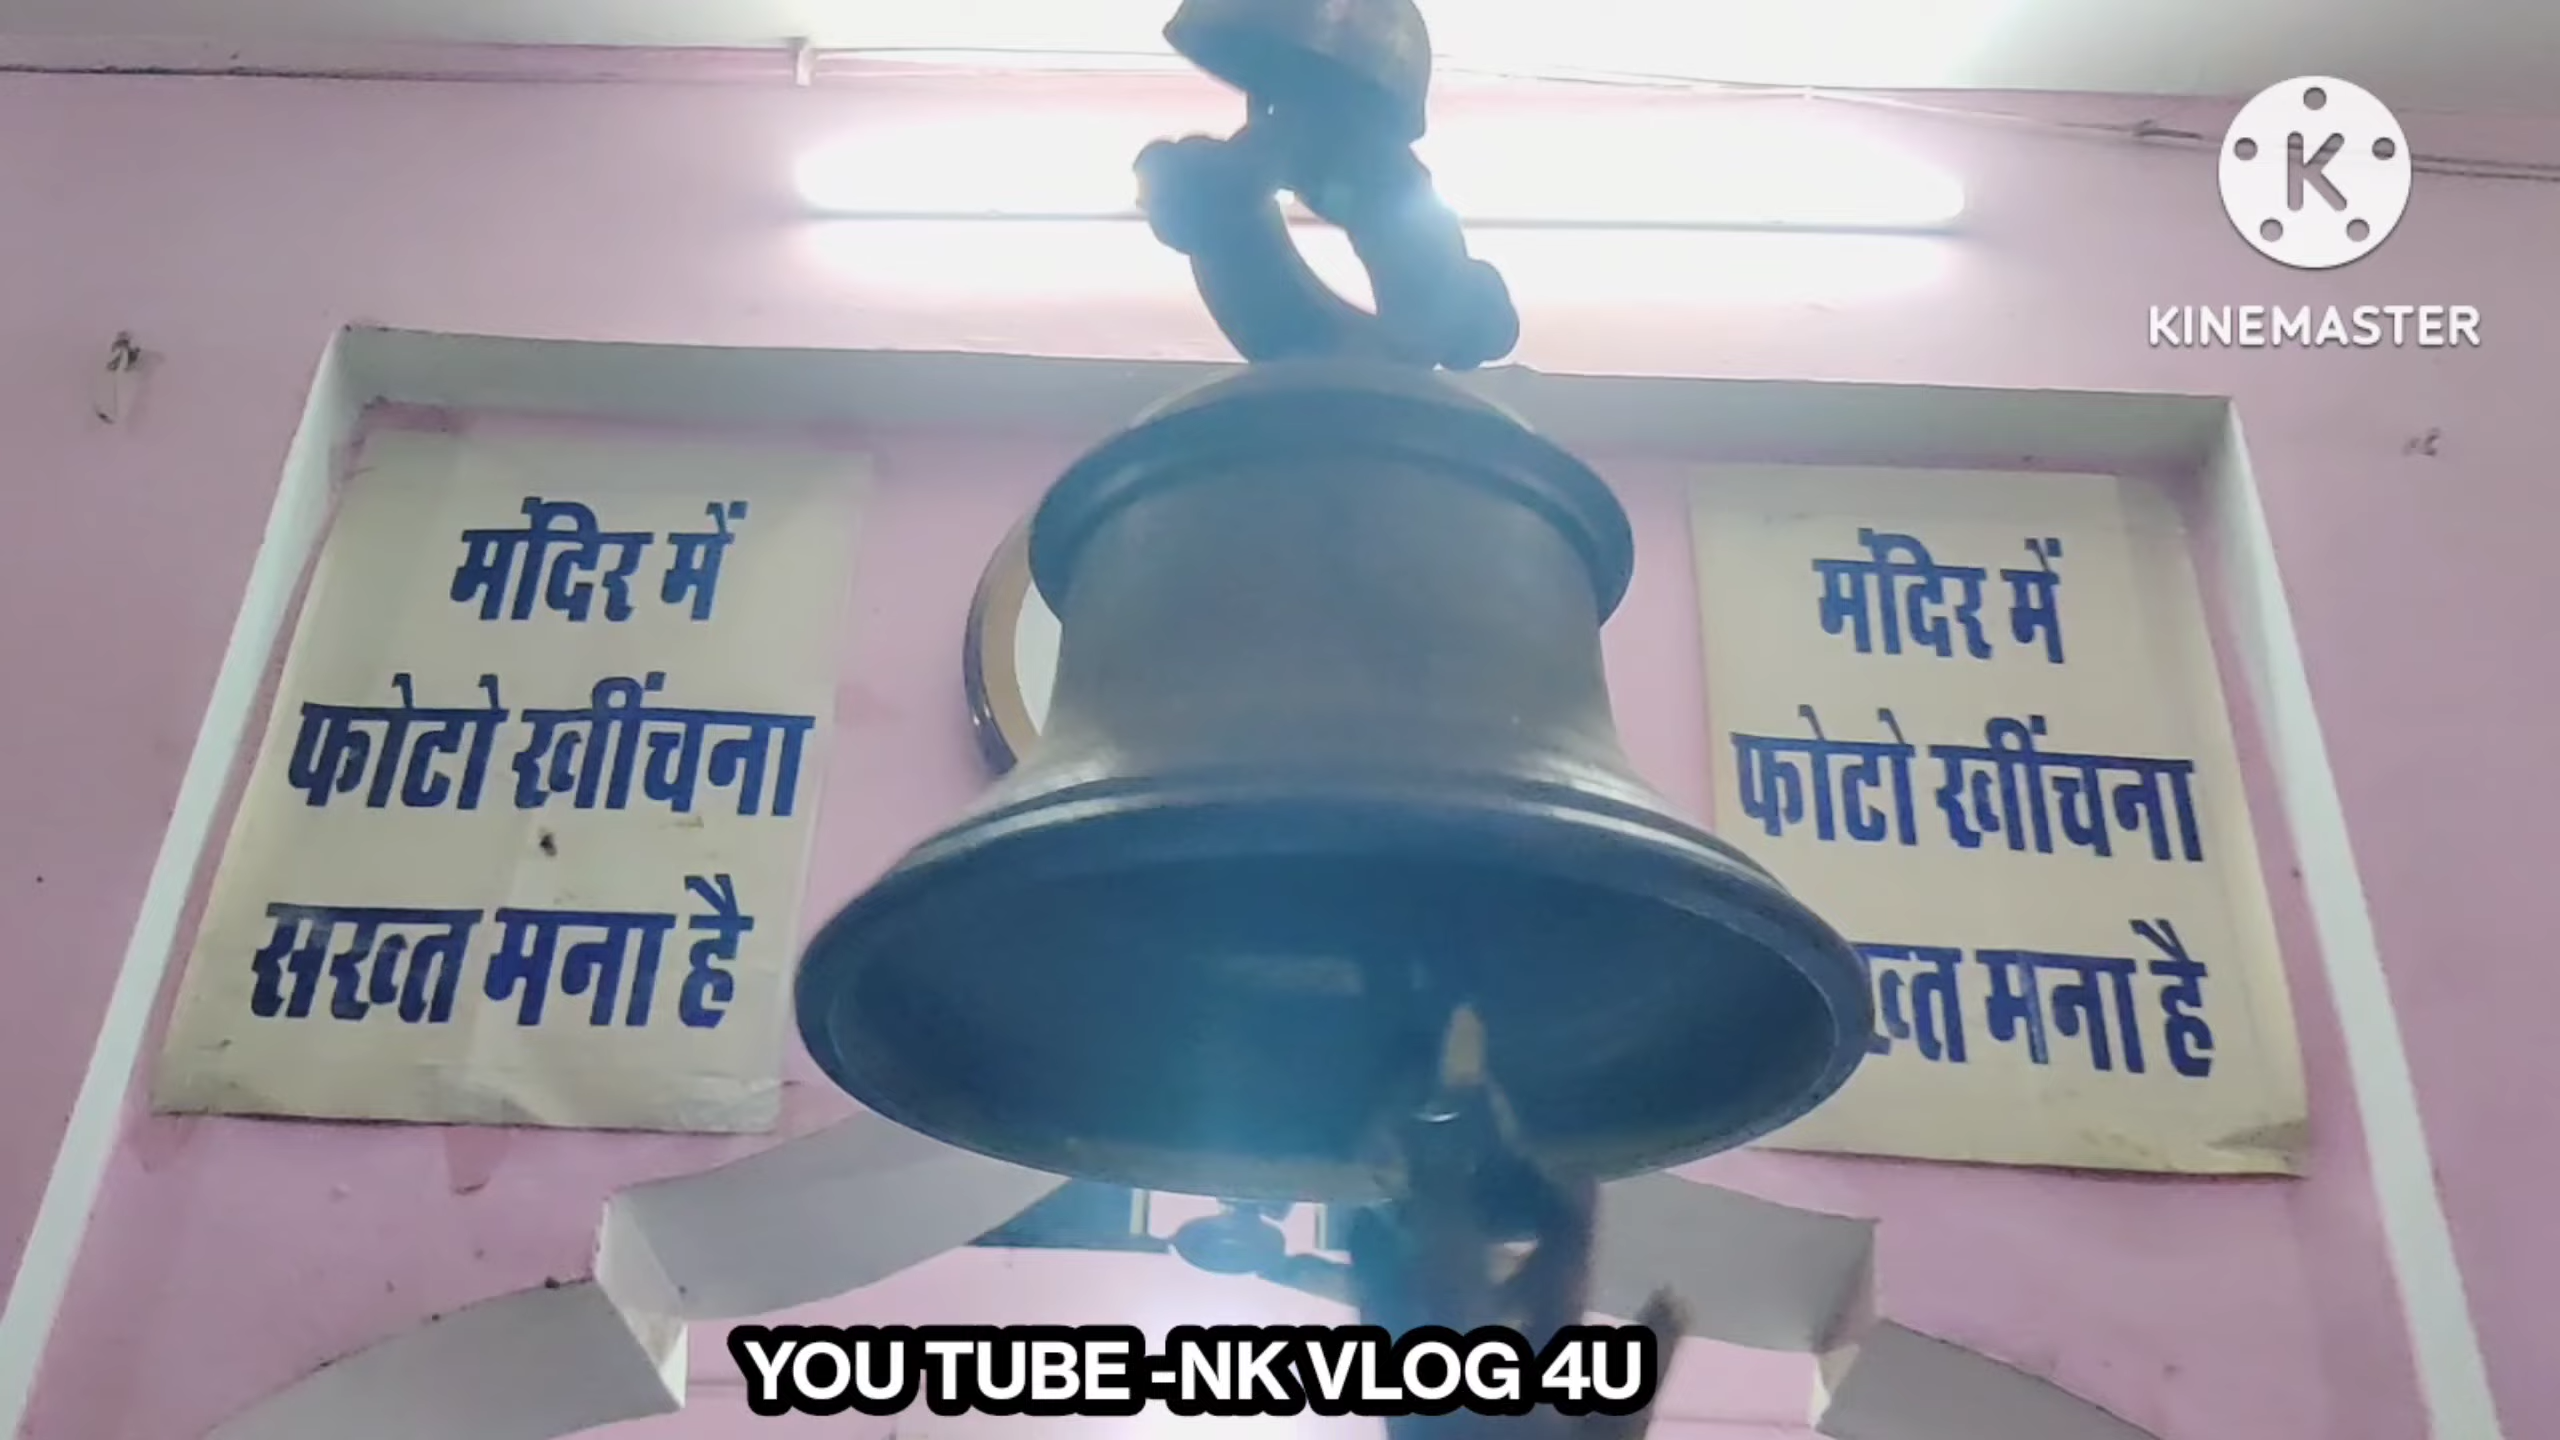 मंदिर में
फोटो खींचना
सख्त मना है
मंदिर में
फोटो खींचना
मना है
K
KINEMASTER
YOU TUBE -NK VLOG 4U